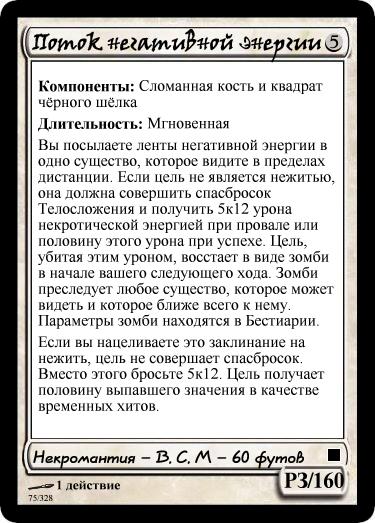 Поток негативной энергии 5
Компоненты: Сломанная кость и квадрат
чёрного шёлка
Длительность: Мгновенная
Вы посылаете ленты негативной энергии в
одно существо, которое видите в пределах
дистанции. Если цель не является нежитью,
она должна совершить спасбросок
Телосложения и получить 5к12 урона
некротической энергией при провале или
половину этого урона при успехе. Цель,
убитая этим уроном, восстает в виде зомби
в начале вашего следующего хода. Зомби
преследует любое существо, которое может
видеть и которое ближе всего к нему.
Параметры зомби находятся в Бестиарии.
Если вы нацеливаете это заклинание на
нежить, цель не совершает спасбросок.
Вместо этого бросьте 5к12. Цель получает
половину выпавшего значения в качестве
временных хитов.
Некромантия – В, С, М – 60 футов
1 действие
РЗ/160
75/328